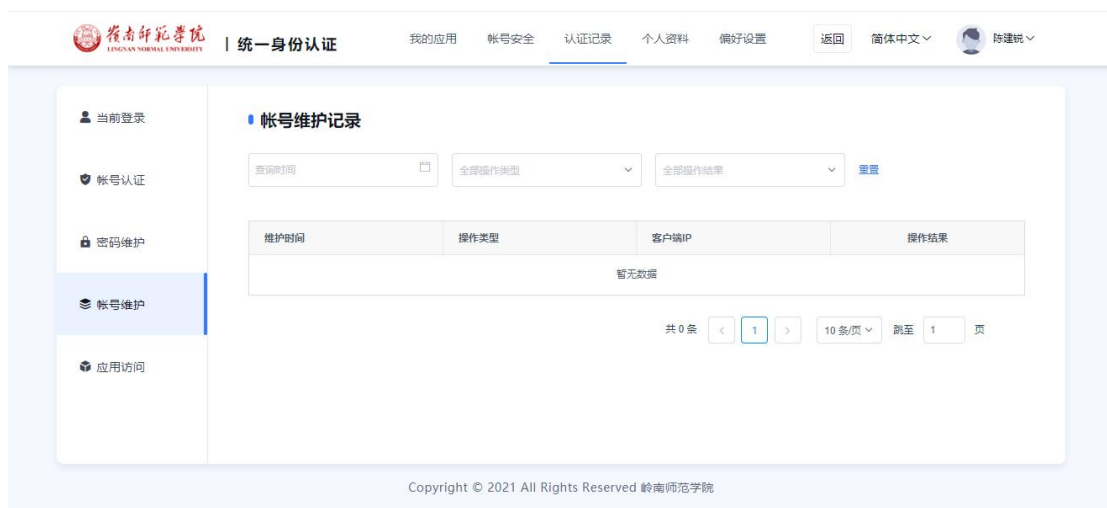 岭南师范学院
LINGNAN NORMAL UNIVERSITY
| 统一身份认证
我的应用 帐号安全 认证记录 个人资料 偏好设置 返回 简体中文 陈建锐
当前登录
帐号认证
密码维护
帐号维护
应用访问
帐号维护记录
查询时间 全部操作类型 全部操作结果 重置
维护时间 操作类型 客户端IP 操作结果
暂无数据
共 0 条 < 1 > 10 条/页 跳至 1 页
Copyright © 2021 All Rights Reserved 岭南师范学院